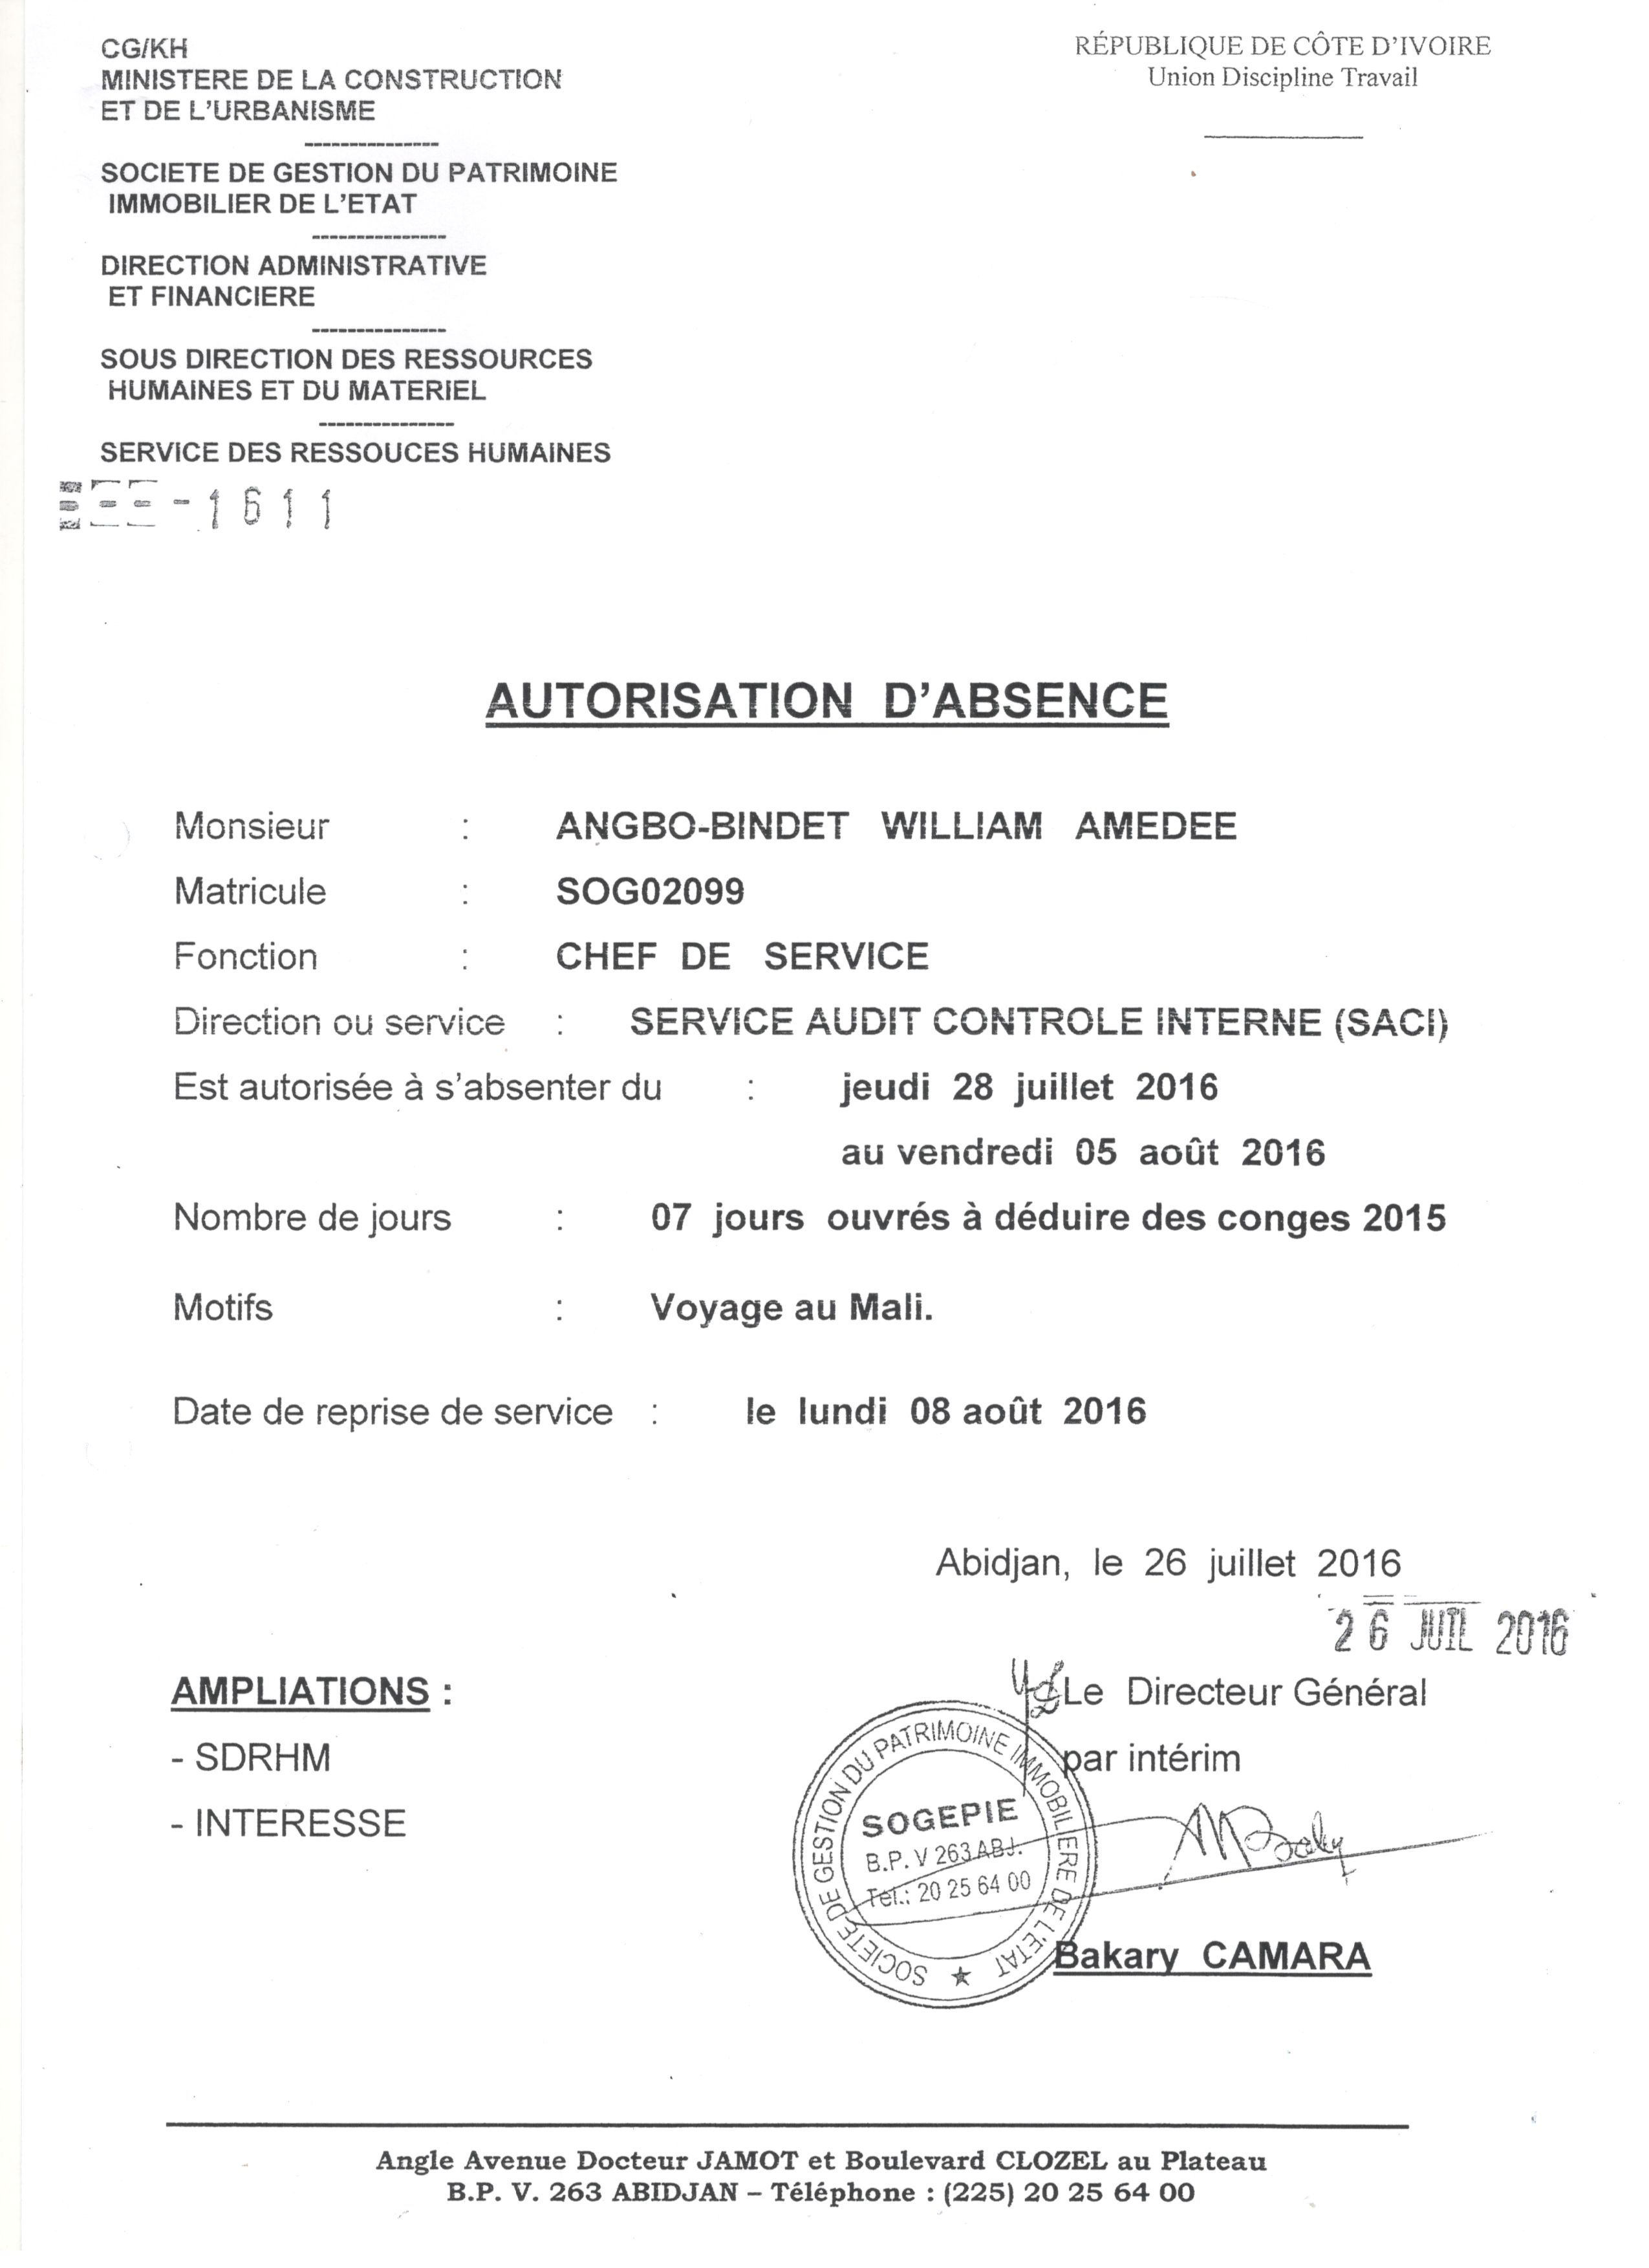 CG/KH
MINISTERE DE LA CONSTRUCTION
ET DE L'URBANISME
---------------
SOCIETE DE GESTION DU PATRIMOINE
IMMOBILIER DE L'ETAT
---------------
DIRECTION ADMINISTRATIVE
ET FINANCIERE
---------------
SOUS DIRECTION DES RESSOURCES
HUMAINES ET DU MATERIEL
---------------
SERVICE DES RESSOUCES HUMAINES
- 1611
RÉPUBLIQUE DE CÔTE D'IVOIRE
Union Discipline Travail
AUTORISATION D'ABSENCE
Monsieur : ANGBO-BINDET WILLIAM AMEDEE
Matricule : SOG02099
Fonction : CHEF DE SERVICE
Direction ou service : SERVICE AUDIT CONTROLE INTERNE (SACI)
Est autorisée à s'absenter du : jeudi 28 juillet 2016
au vendredi 05 août 2016
Nombre de jours : 07 jours ouvrés à déduire des conges 2015
Motifs : Voyage au Mali.
Date de reprise de service : le lundi 08 août 2016
Abidjan, le 26 juillet 2016
26 JUIL 2016
AMPLIATIONS :
- SDRHM
- INTERESSE
Le Directeur Général
par intérim
SOCIETE DE GESTION DU PATRIMOINE IMMOBILIERE DE L'ETAT
SOGEPIE
B.P. V 263 ABJ.
Tél.: 20 25 64 00
Bakary CAMARA
Angle Avenue Docteur JAMOT et Boulevard CLOZEL au Plateau
B.P. V. 263 ABIDJAN – Téléphone : (225) 20 25 64 00